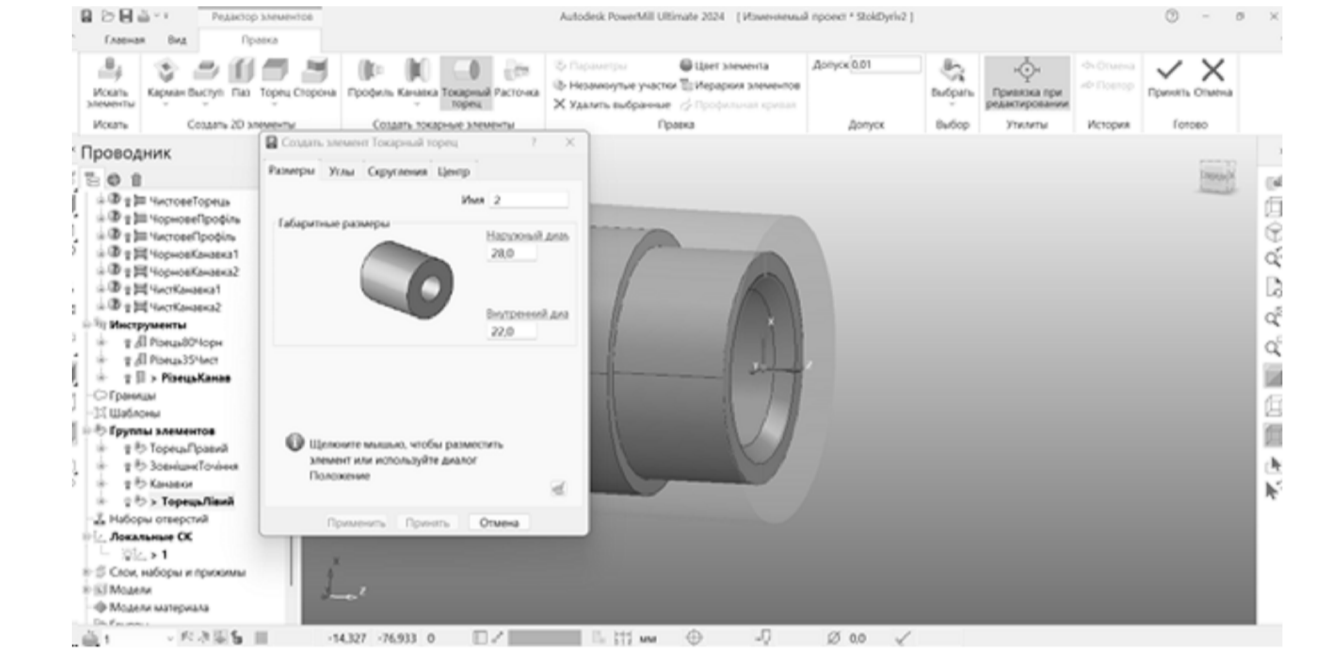 Редактор элементов
Autodesk PowerMill Ultimate 2024 [ Изменяемый проект * StokDyriv2 ]
Главная Вид Правка
Искать элементы
Карман Выступ Паз Торец Сторона
Профиль Канавка Токарный торец Расточка
Параметры
Незамкнуты участки
Удалить выбранные
Цвет элемента
Иерархия элементов
Профильная кривая
Допуск 0,01
Выбрать
Привязка при редактировании
Отмена
Повтор
Принять Отмена
Искать Создать 2D элементы Создать токарные элементы Правка Допуск Выбор Утилиты История Готово
Проводник
ЧистовеТорець
ЧорновеПрофіль
ЧистовеПрофіль
ЧорновКанавка1
ЧорновКанавка2
ЧистКанавка1
ЧистКанавка2
Инструменты
Різець80Чорн
Різець35Чист
> РізецьКанав
Границы
Шаблоны
Группы элементов
ТорецьПравий
ЗовнішнєТочіння
Канавки
> ТорецьЛівий
Наборы отверстий
Локальные СК
> 1
Слои, наборы и прижимы
Модели
Модели материала
Создать элемент Токарный торец ?
Размеры Углы Скругления Центр
Имя 2
Габаритные размеры
Наружный диам
28,0
Внутренний диа
22,0
Щелкните мышью, чтобы разместить
элемент или используйте диалог
Положение
Применить Принять Отмена
X
Z
X
Z
1 -14,327 -76,933 0 мм 0,0